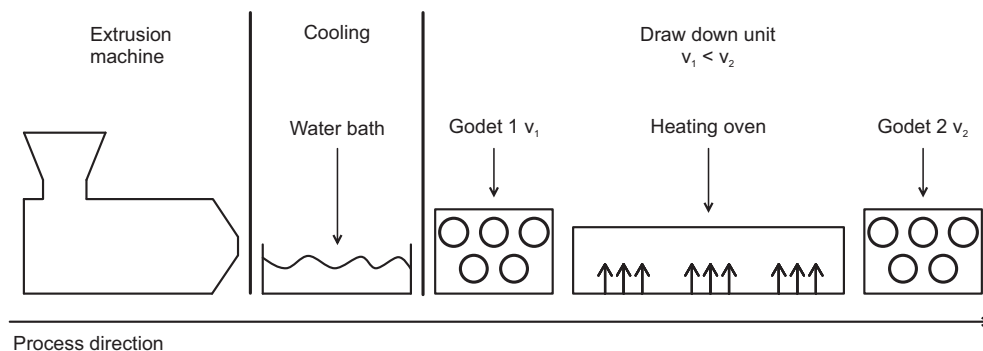 Extrusion
machine
Cooling
Draw down unit
v₁ < v₂
Water bath
Godet 1 v₁
Heating oven
Godet 2 v₂
Process direction